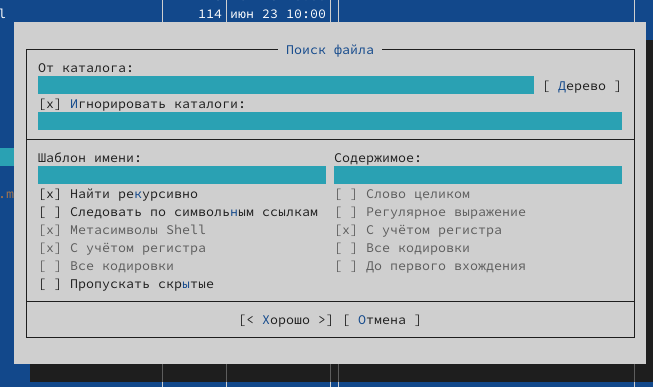 l
114 июн 23 10:00
Поиск файла
От каталога:
[ Дерево ]
[x] Игнорировать каталоги:
Шаблон имени: Содержимое:
.m [x] Найти рекурсивно [ ] Слово целиком
[ ] Следовать по символьным ссылкам [ ] Регулярное выражение
[x] Метасимволы Shell [x] С учётом регистра
[x] С учётом регистра [ ] Все кодировки
[ ] Все кодировки [ ] До первого вхождения
[ ] Пропускать скрытые
[< Хорошо >] [ Отмена ]